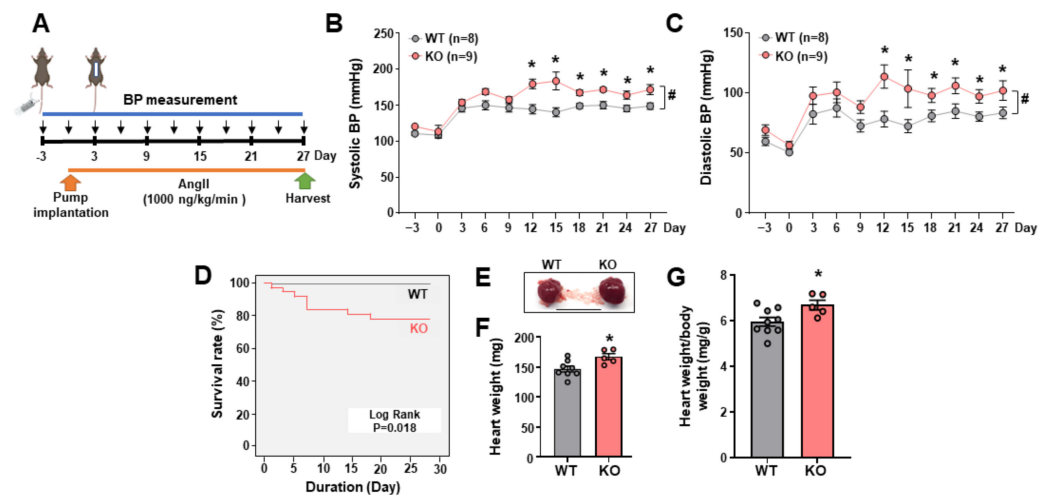 A
BP measurement
-3 3 9 15 21 27 Day
AngII
(1000 ng/kg/min )
Pump
implantation
Harvest
B
WT (n=8)
KO (n=9)
Systolic BP (mmHg)
250
200
150
100
50
0
* * * * * *
#
−3 0 3 6 9 12 15 18 21 24 27 Day
C
WT (n=8)
KO (n=9)
Diastolic BP (mmHg)
150
100
50
0
* * * * * *
#
−3 0 3 6 9 12 15 18 21 24 27 Day
D
Survival rate (%)
100
80
60
40
20
0
WT
KO
Log Rank
P=0.018
0 5 10 15 20 25 30
Duration (Day)
E
WT KO
F
Heart weight (mg)
200
150
100
50
0
*
WT KO
G
Heart weight/body
weight (mg/g)
8
6
4
2
0
*
WT KO